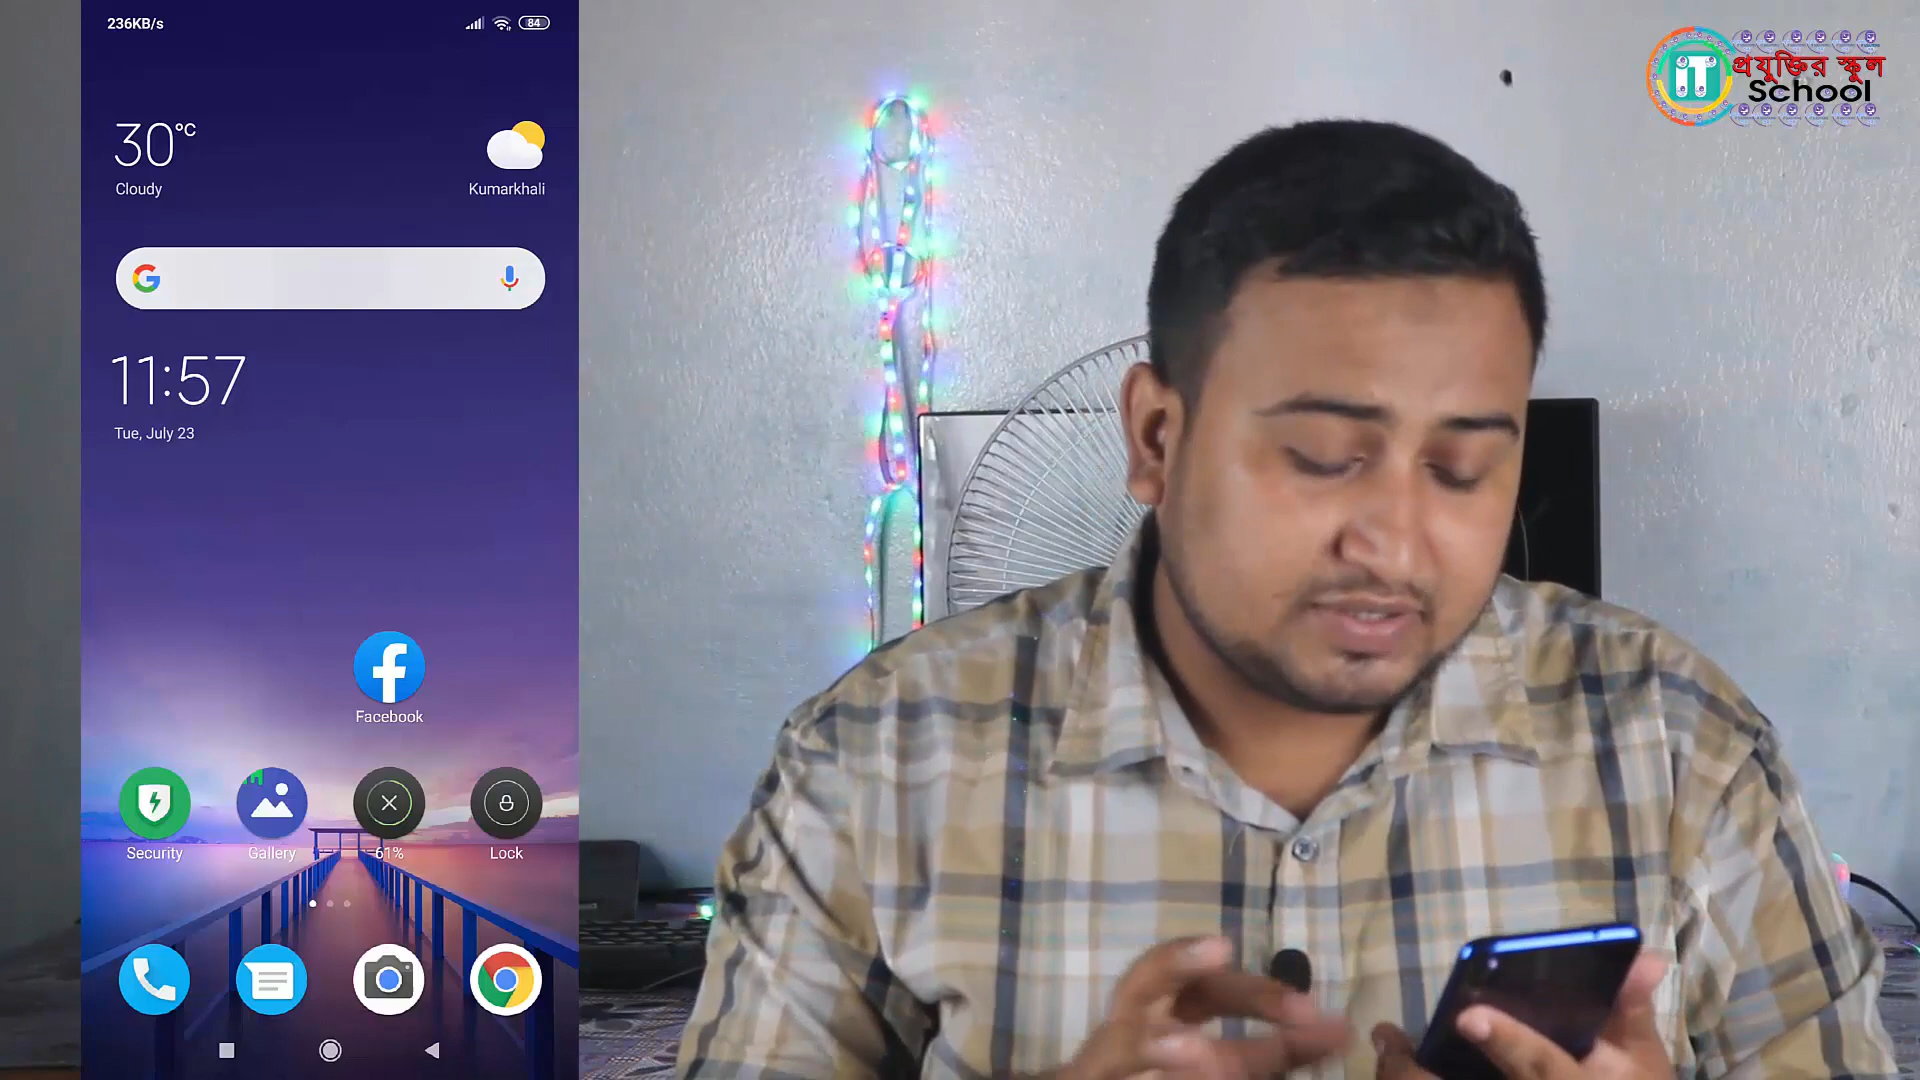 236KB/s
84
30°C
Cloudy
Kumarkhali
11:57
Tue, July 23
Facebook
Security
Gallery
61%
Lock
iT
প্রযুক্তির স্কুল
School